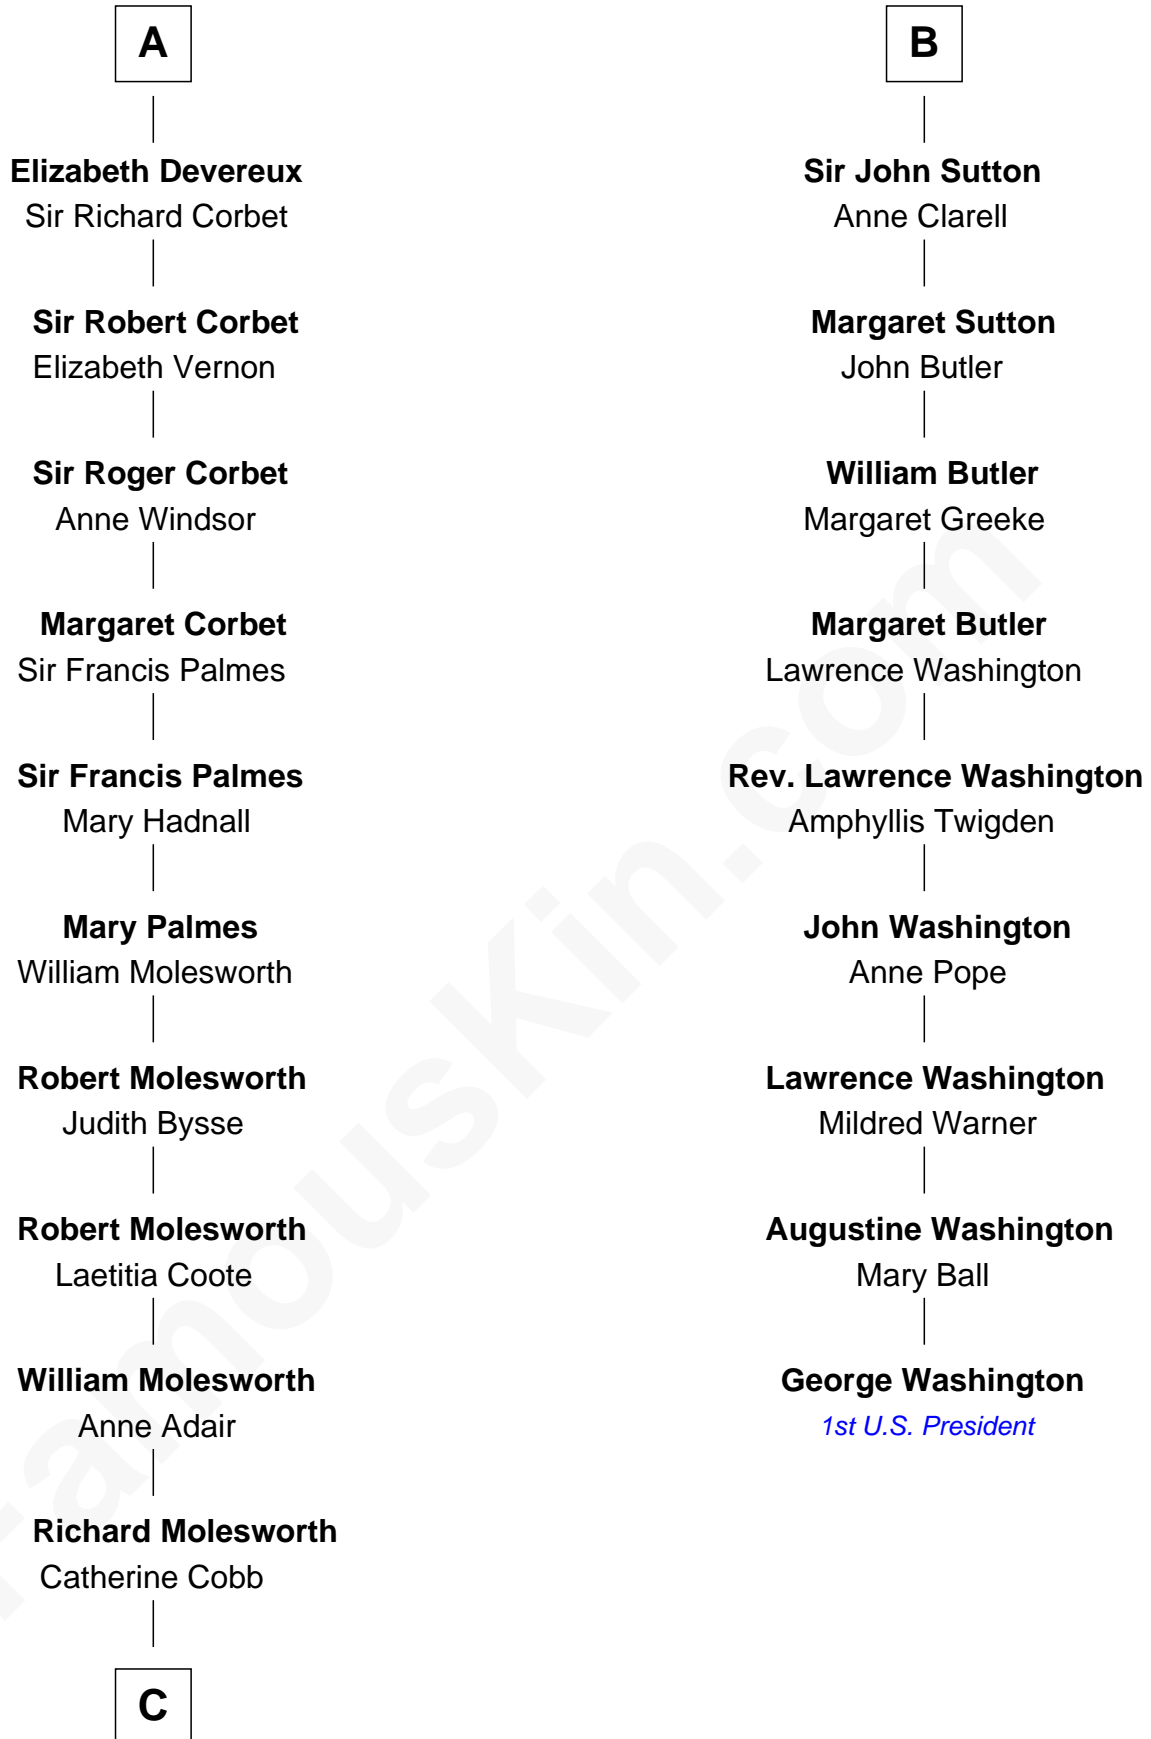 A
Elizabeth Devereux
Sir Richard Corbet
Sir Robert Corbet
Elizabeth Vernon
Sir Roger Corbet
Anne Windsor
Margaret Corbet
Sir Francis Palmes
Sir Francis Palmes
Mary Hadnall
Mary Palmes
William Molesworth
Robert Molesworth
Judith Bysse
Robert Molesworth
Laetitia Coote
William Molesworth
Anne Adair
Richard Molesworth
Catherine Cobb
C
B
Sir John Sutton
Anne Clarell
Margaret Sutton
John Butler
William Butler
Margaret Greeke
Margaret Butler
Lawrence Washington
Rev. Lawrence Washington
Amphyllis Twigden
John Washington
Anne Pope
Lawrence Washington
Mildred Warner
Augustine Washington
Mary Ball
George Washington
1st U.S. President
FamousKin.com